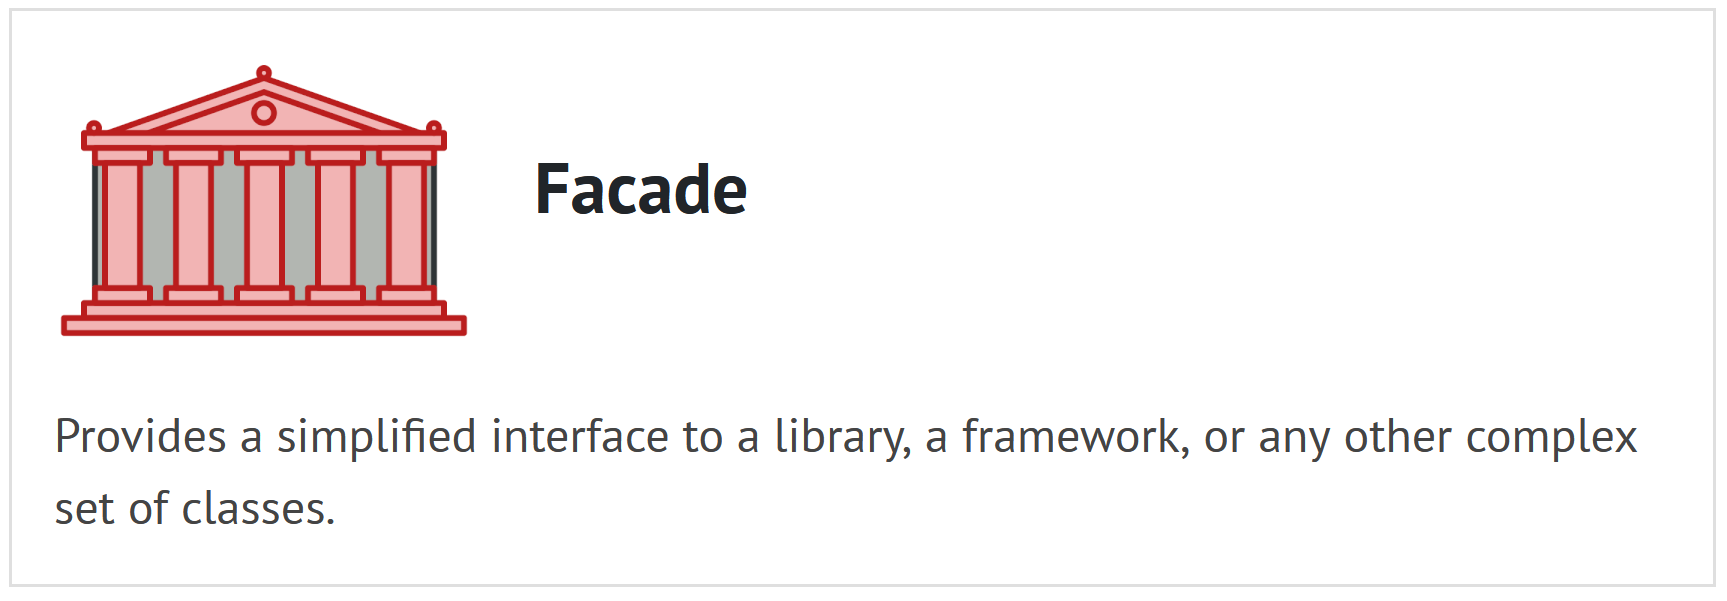 Facade
Provides a simplified interface to a library, a framework, or any other complex
set of classes.